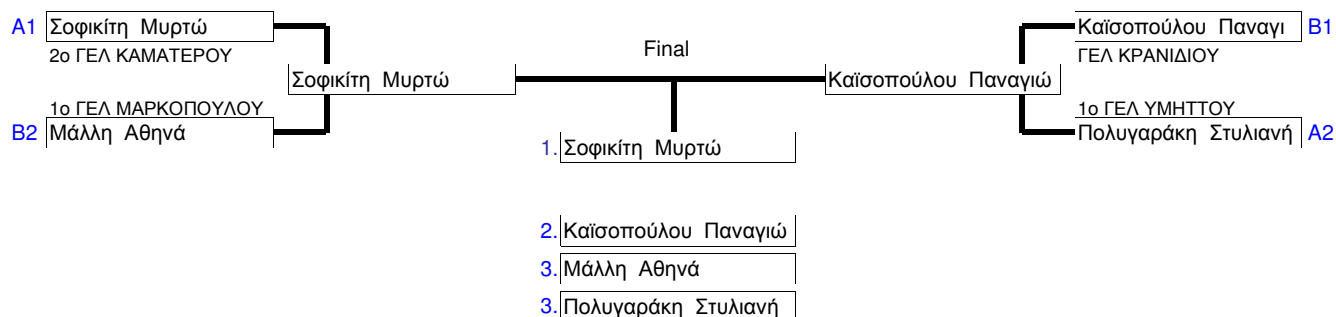 A1 Σοφικίτη Μυρτώ
2ο ΓΕΛ ΚΑΜΑΤΕΡΟΥ
Καϊσοπούλου Παναγι B1
ΓΕΛ ΚΡΑΝΙΔΙΟΥ
Final
Σοφικίτη Μυρτώ
Καϊσοπούλου Παναγιώ
1ο ΓΕΛ ΜΑΡΚΟΠΟΥΛΟΥ
B2 Μάλλη Αθηνά
1ο ΓΕΛ ΥΜΗΤΤΟΥ
Πολυγαράκη Στυλιανή A2
1. Σοφικίτη Μυρτώ
2. Καϊσοπούλου Παναγιώ
3. Μάλλη Αθηνά
3. Πολυγαράκη Στυλιανή